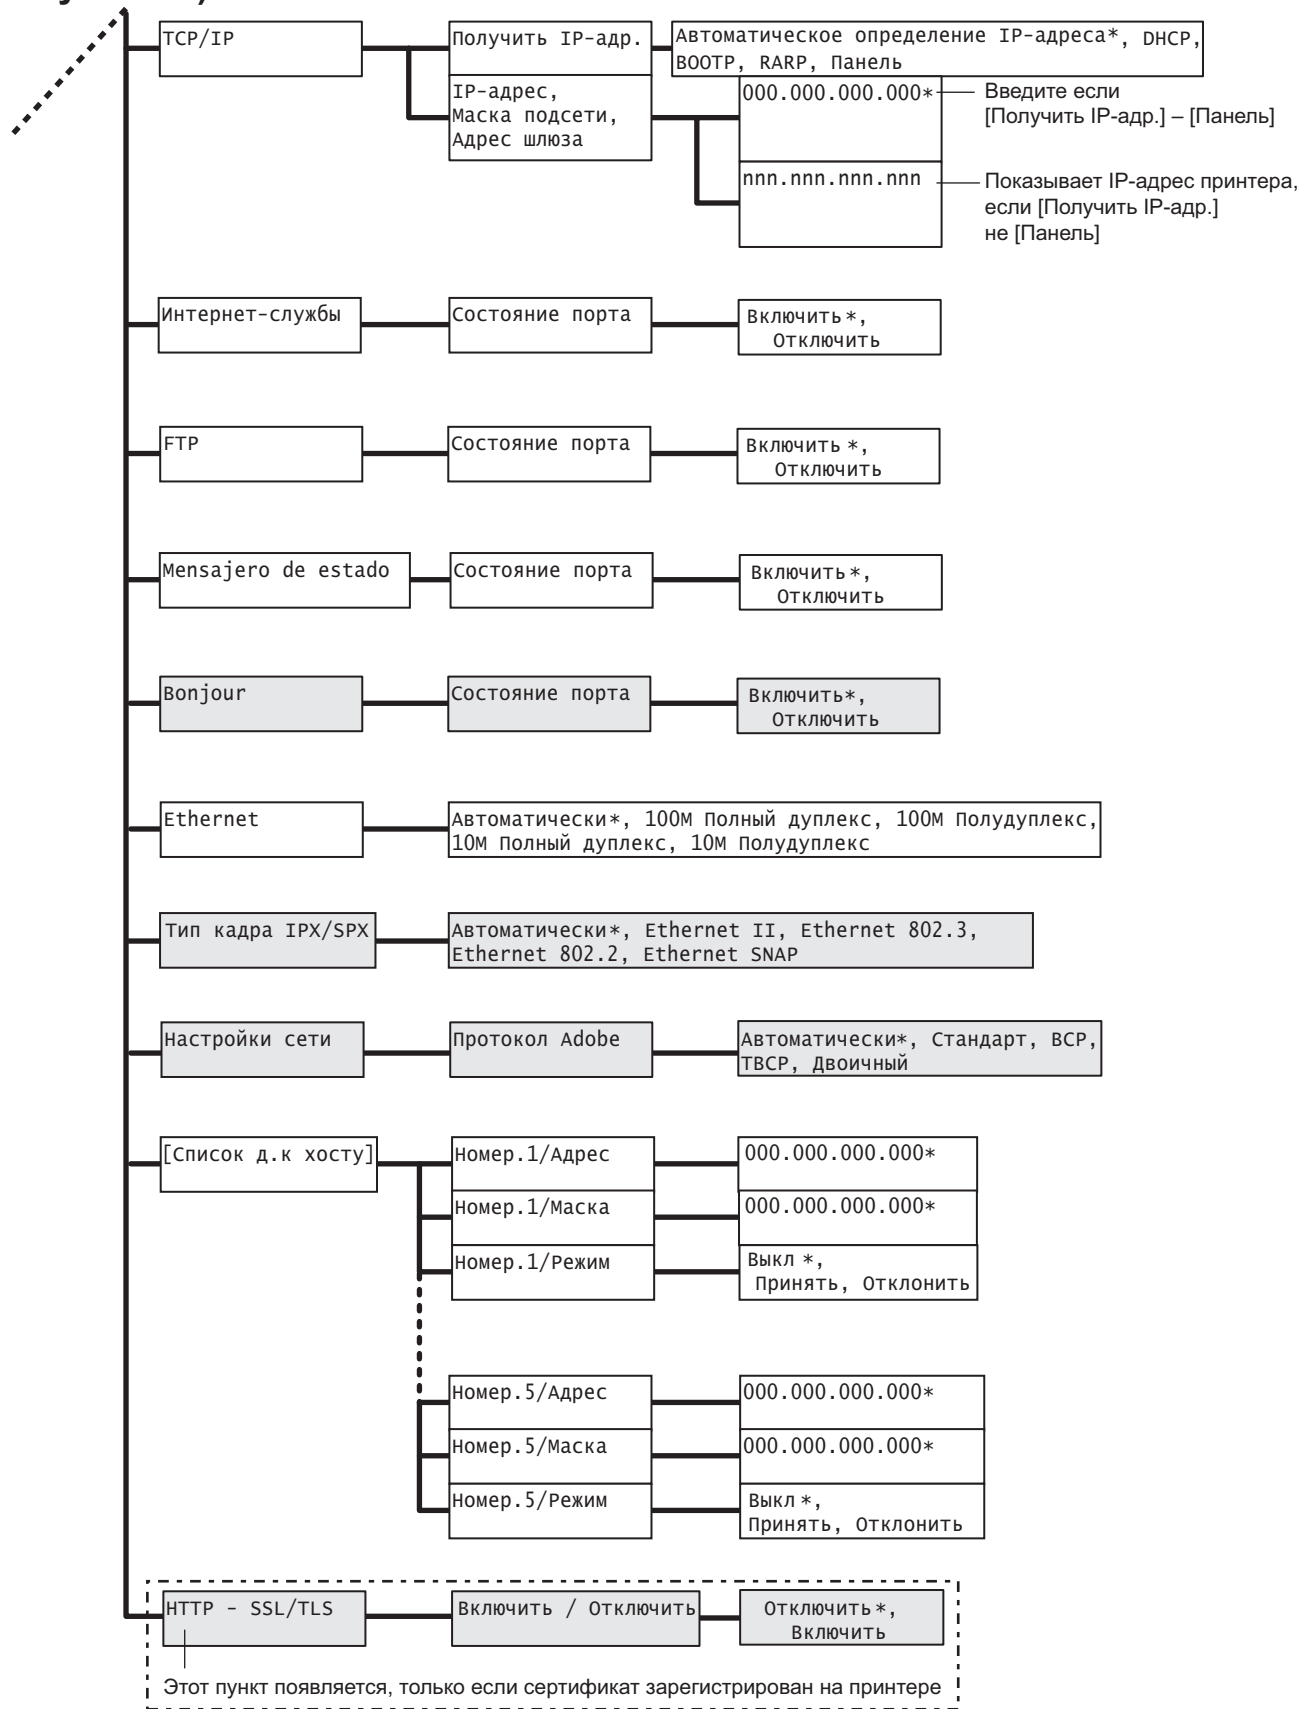 TCP/IP
Получить IP-адр.
Автоматическое определение IP-адреса*, DHCP,
BOOTP, RARP, Панель
IP-адрес,
Маска подсети,
Адрес шлюза
000.000.000.000*
Введите если
[Получить IP-адр.] – [Панель]
nnn.nnn.nnn.nnn
Показывает IP-адрес принтера,
если [Получить IP-адр.]
не [Панель]
Интернет-службы
Состояние порта
Включить*,
Отключить
FTP
Состояние порта
Включить*,
Отключить
Mensajero de estado
Состояние порта
Включить*,
Отключить
Bonjour
Состояние порта
Включить*,
Отключить
Ethernet
Автоматически*, 100М Полный дуплекс, 100М Полудуплекс,
10М Полный дуплекс, 10М Полудуплекс
Тип кадра IPX/SPX
Автоматически*, Ethernet II, Ethernet 802.3,
Ethernet 802.2, Ethernet SNAP
Настройки сети
Протокол Adobe
Автоматически*, Стандарт, BCP,
TBCP, Двоичный
[Список д.к хосту]
Номер.1/Адрес
000.000.000.000*
Номер.1/Маска
000.000.000.000*
Номер.1/Режим
Выкл *,
Принять, Отклонить
Номер.5/Адрес
000.000.000.000*
Номер.5/Маска
000.000.000.000*
Номер.5/Режим
Выкл *,
Принять, Отклонить
HTTP - SSL/TLS
Включить / Отключить
Отключить*,
Включить
Этот пункт появляется, только если сертификат зарегистрирован на принтере